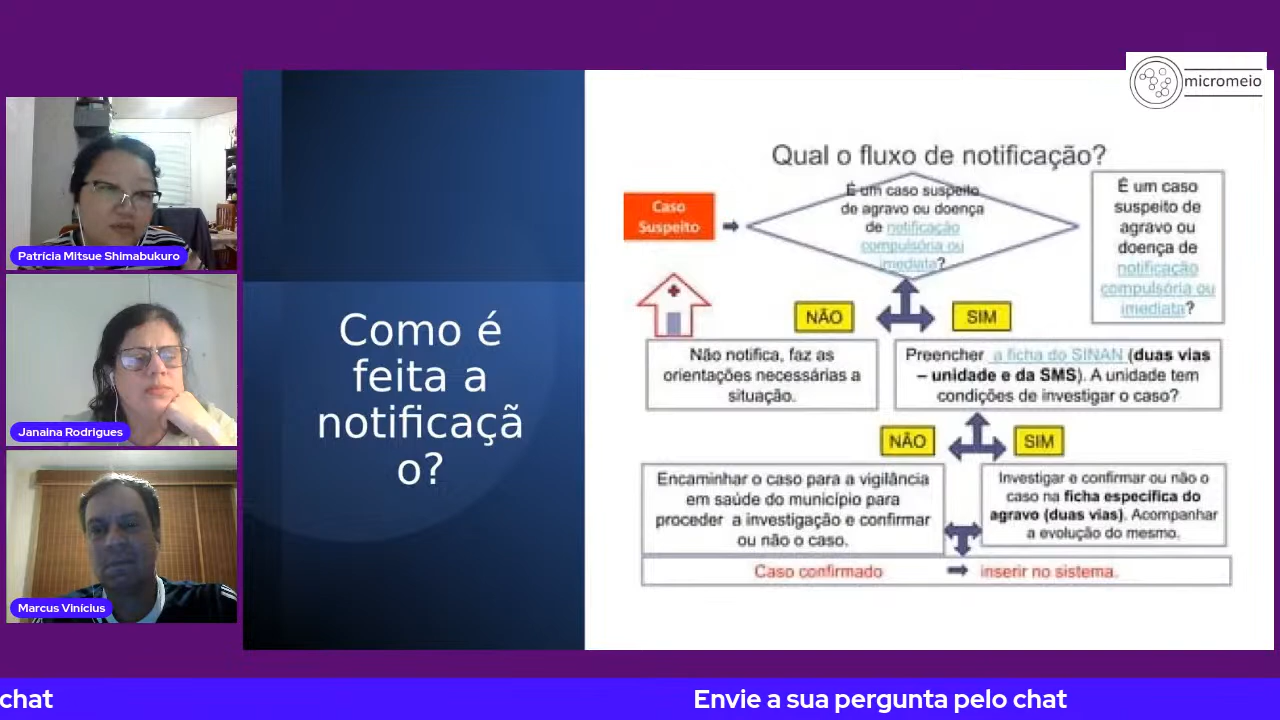 micromeio
Patrícia Mitsue Shimabukuro
Janaina Rodrigues
Marcus Vinícius
Como é
feita a
notificaçã
o?
Qual o fluxo de notificação?
Caso
Suspeito
É um caso suspeito
de agravo ou doença
de notificação
compulsória ou
imediata?
É um caso
suspeito de
agravo ou
doença de
notificação
compulsória ou
imediata?
NÃO
SIM
Não notifica, faz as
orientações necessárias a
situação.
Preencher a ficha do SINAN (duas vias
– unidade e da SMS). A unidade tem
condições de investigar o caso?
NÃO
SIM
Encaminhar o caso para a vigilância
em saúde do município para
proceder a investigação e confirmar
ou não o caso.
Investigar e confirmar ou não o
caso na ficha específica do
agravo (duas vias). Acompanhar
a evolução do mesmo.
Caso confirmado
inserir no sistema.
chat
Envie a sua pergunta pelo chat